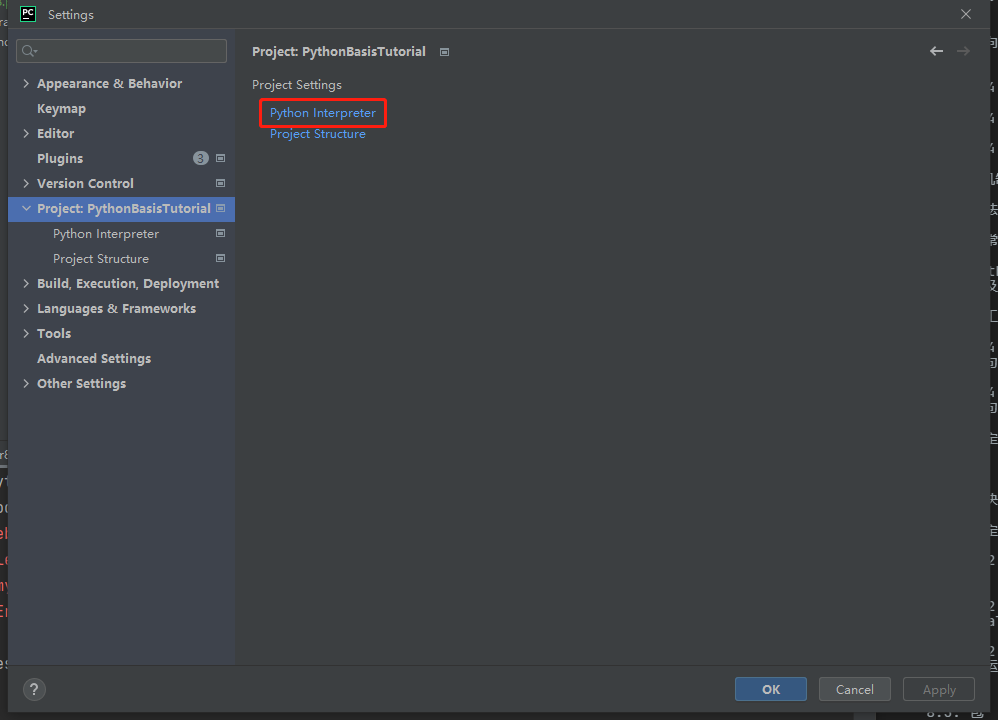 PC Settings
Project: PythonBasisTutorial
Appearance & Behavior
Keymap
Editor
Plugins 3
Version Control
Project: PythonBasisTutorial
Python Interpreter
Project Structure
Build, Execution, Deployment
Languages & Frameworks
Tools
Advanced Settings
Other Settings
Project Settings
Python Interpreter
Project Structure
?
OK Cancel Apply